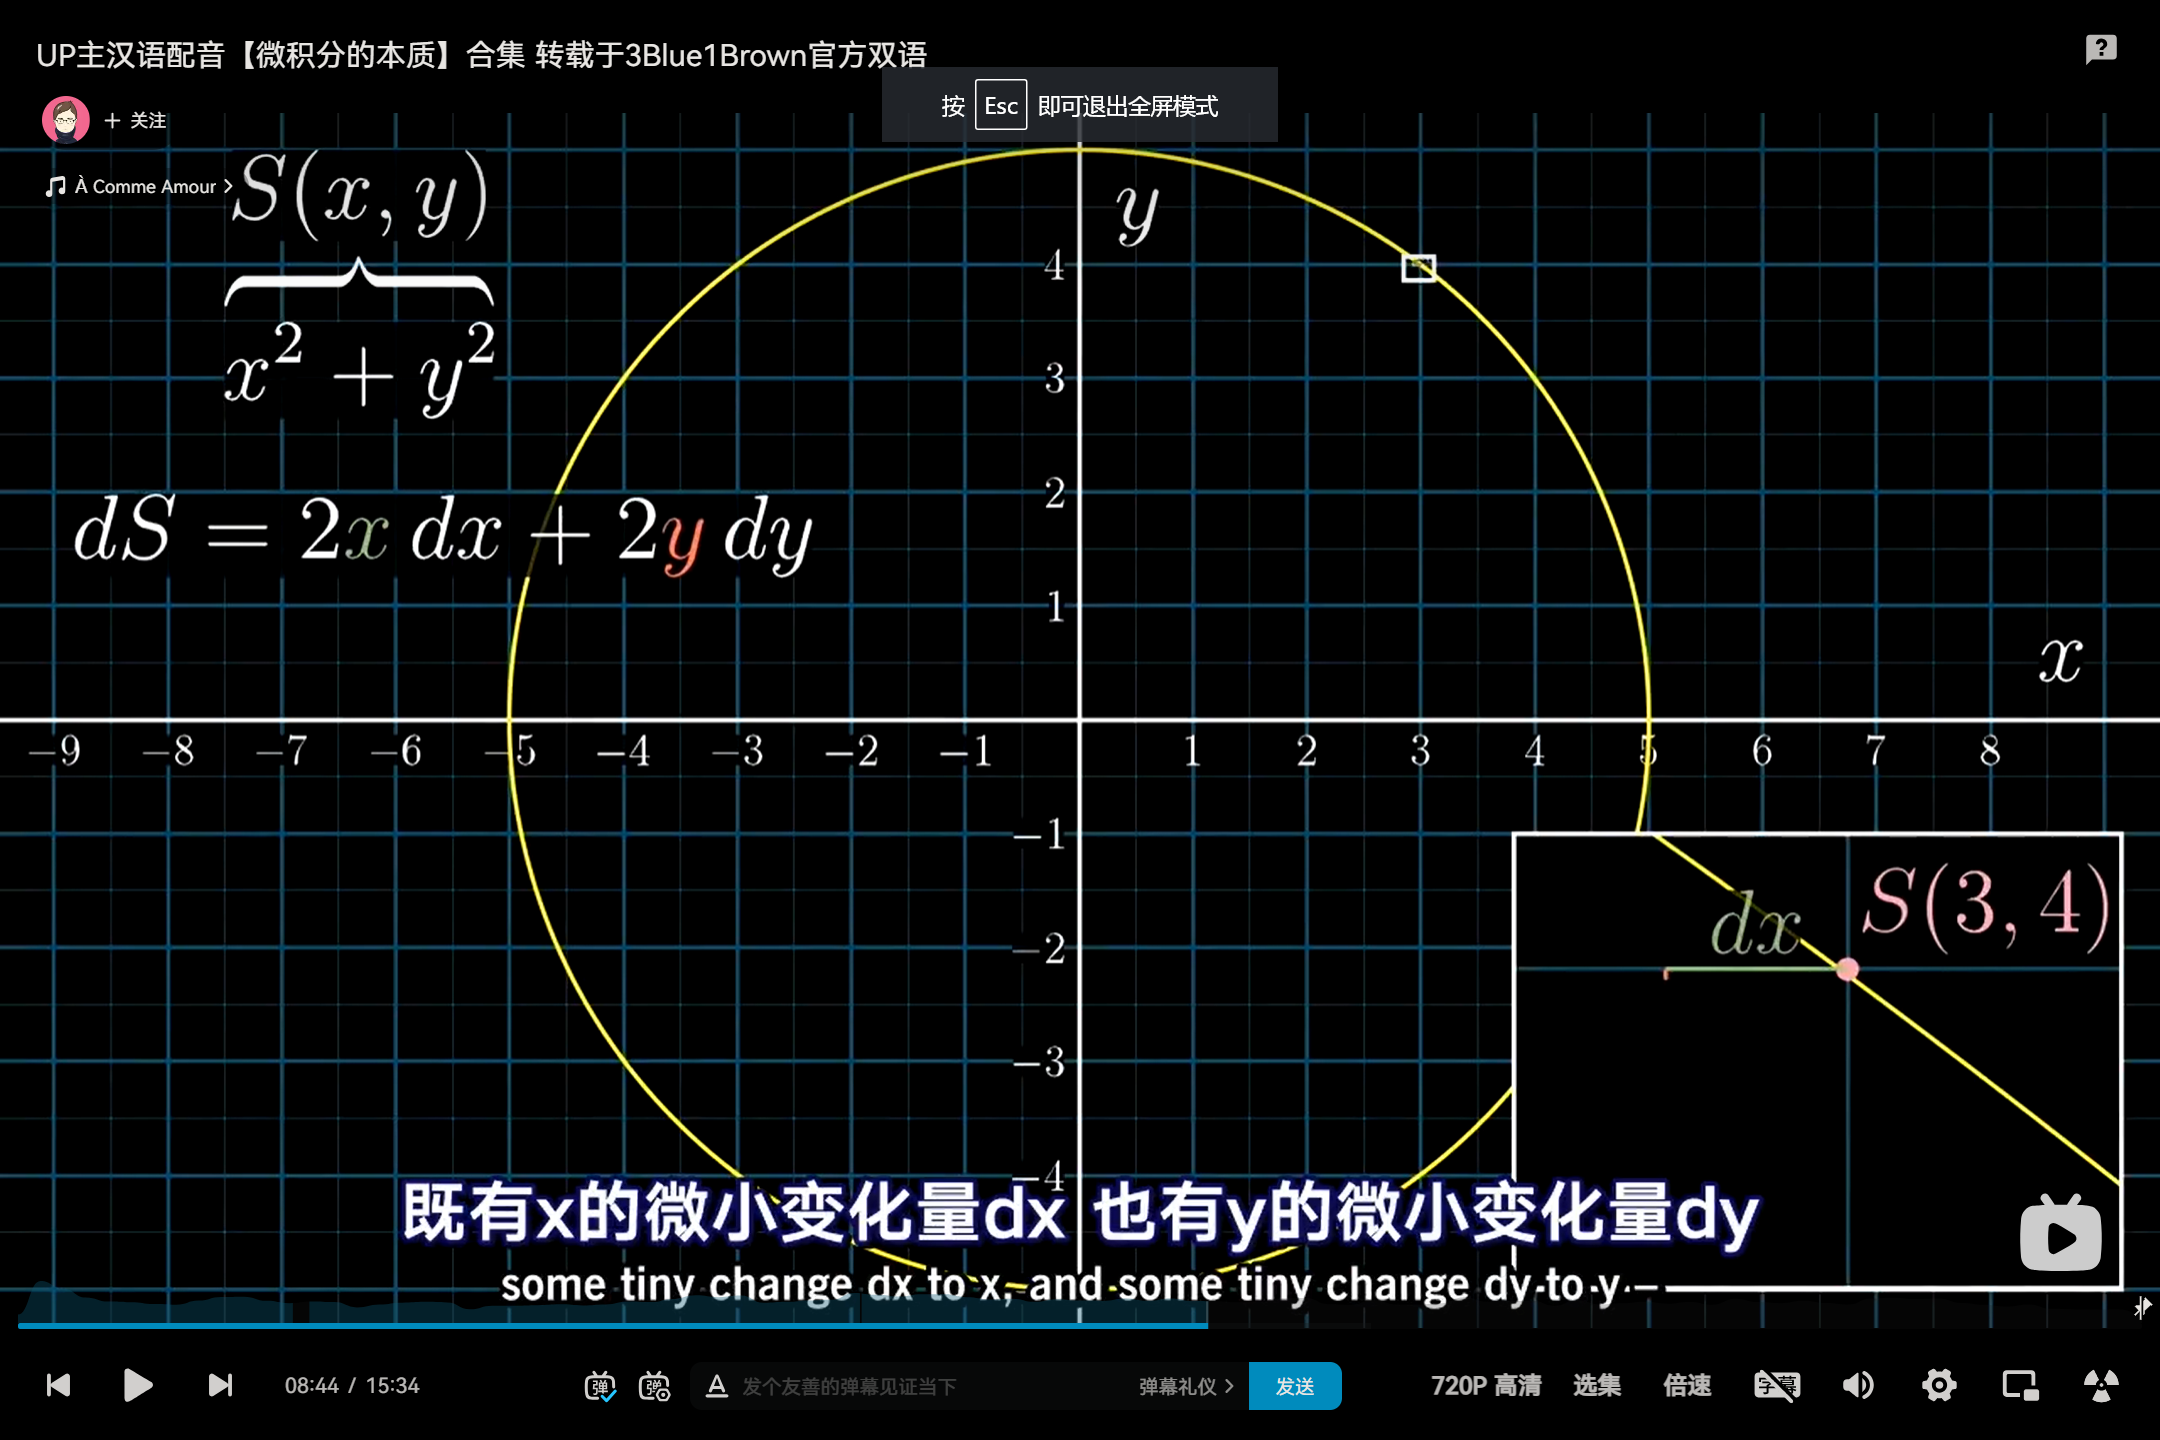 UP主汉语配音【微积分的本质】合集 转载于3Blue1Brown官方双语
按 Esc 即可退出全屏模式
+ 关注
À Comme Amour >
S(x, y)
x² + y²
dS = 2x dx + 2y dy
y
x
4
3
2
1
−9 −8 −7 −6 −5 −4 −3 −2 −1 1 2 3 4 5 6 7 8
−1
−2
−3
−4
dx
S(3, 4)
既有x的微小变化量dx 也有y的微小变化量dy
some tiny change dx to x, and some tiny change dy to y –
08:44 / 15:34
弹
弹
A 发个友善的弹幕见证当下
弹幕礼仪 >
发送
720P 高清
选集
倍速
字幕